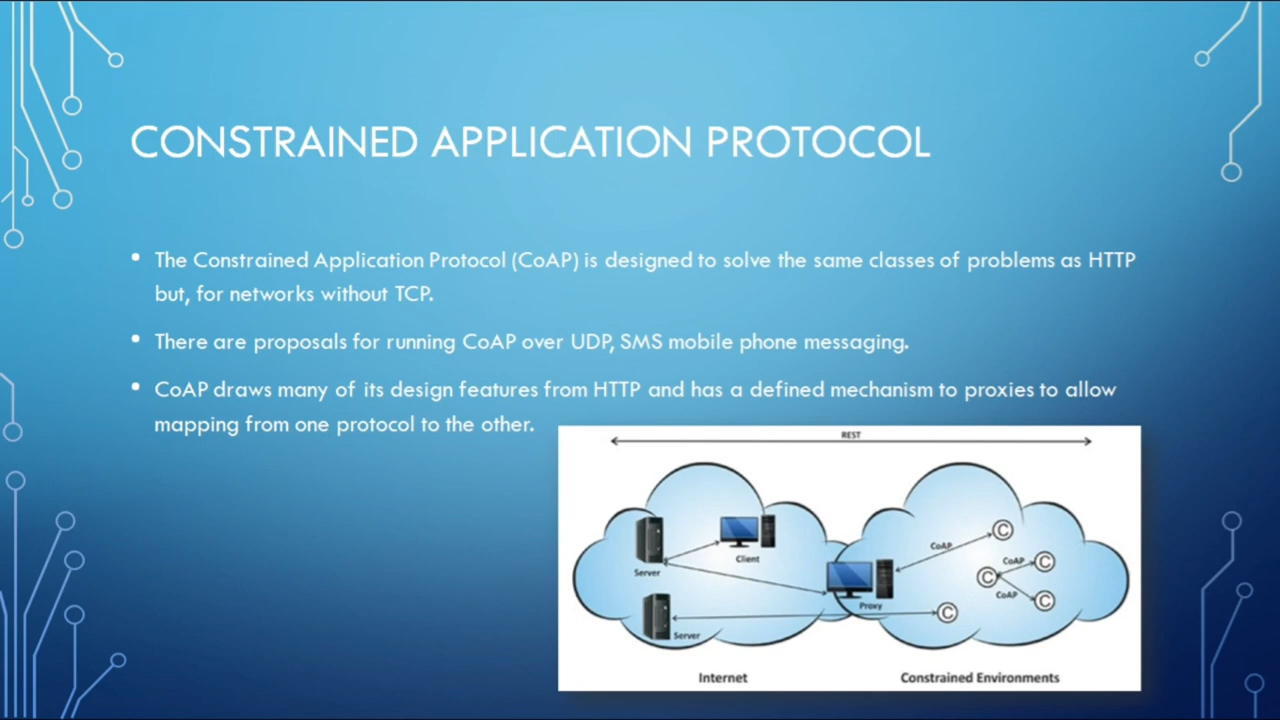 CONSTRAINED APPLICATION PROTOCOL
• The Constrained Application Protocol (CoAP) is designed to solve the same classes of problems as HTTP
but, for networks without TCP.
• There are proposals for running CoAP over UDP, SMS mobile phone messaging.
• CoAP draws many of its design features from HTTP and has a defined mechanism to proxies to allow
mapping from one protocol to the other.
REST
Server
Client
Server
Proxy
CoAP
C
C
CoAP
C
CoAP
C
C
Internet
Constrained Environments